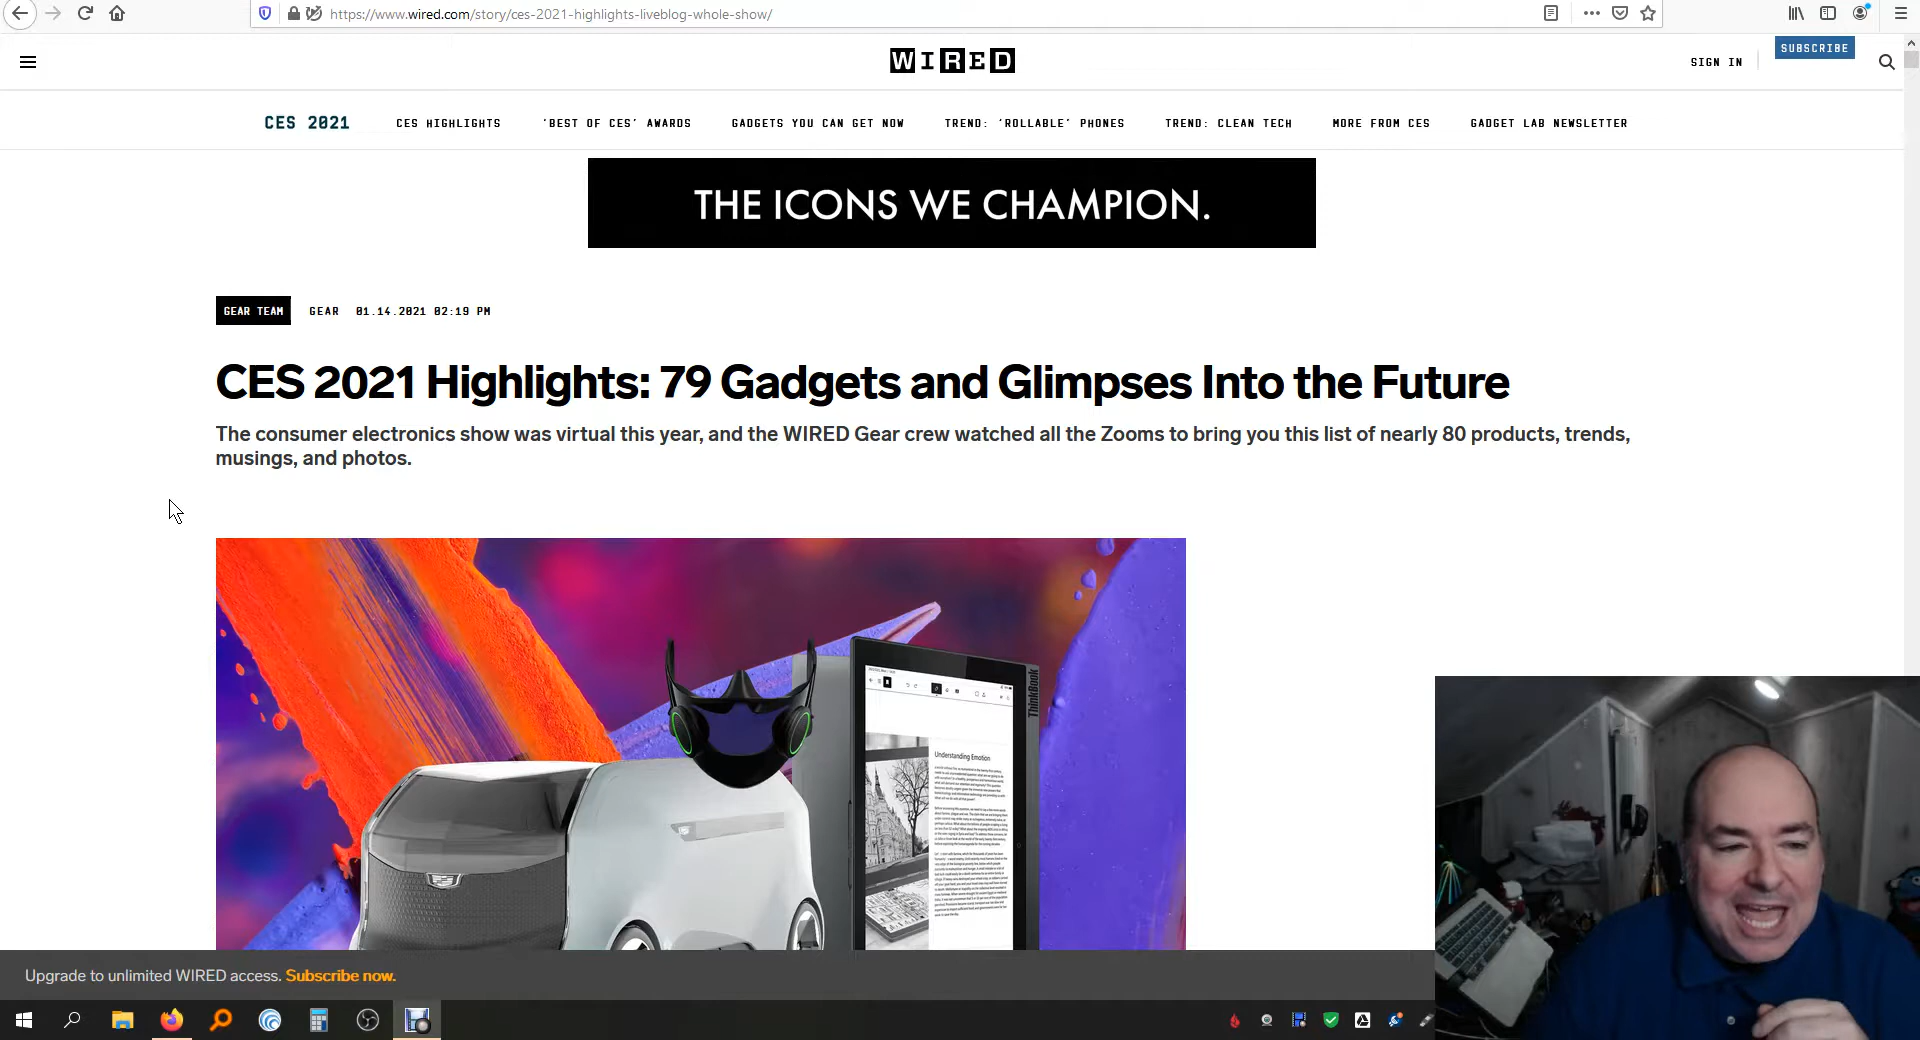 https://www.wired.com/story/ces-2021-highlights-liveblog-whole-show/
WIRED
SIGN IN
SUBSCRIBE
CES 2021
CES HIGHLIGHTS
'BEST OF CES' AWARDS
GADGETS YOU CAN GET NOW
TREND: 'ROLLABLE' PHONES
TREND: CLEAN TECH
MORE FROM CES
GADGET LAB NEWSLETTER
THE ICONS WE CHAMPION.
GEAR TEAM
GEAR
01.14.2021 02:19 PM
CES 2021 Highlights: 79 Gadgets and Glimpses Into the Future
The consumer electronics show was virtual this year, and the WIRED Gear crew watched all the Zooms to bring you this list of nearly 80 products, trends,
musings, and photos.
ThinkBook
Understanding Emotion
Upgrade to unlimited WIRED access. Subscribe now.